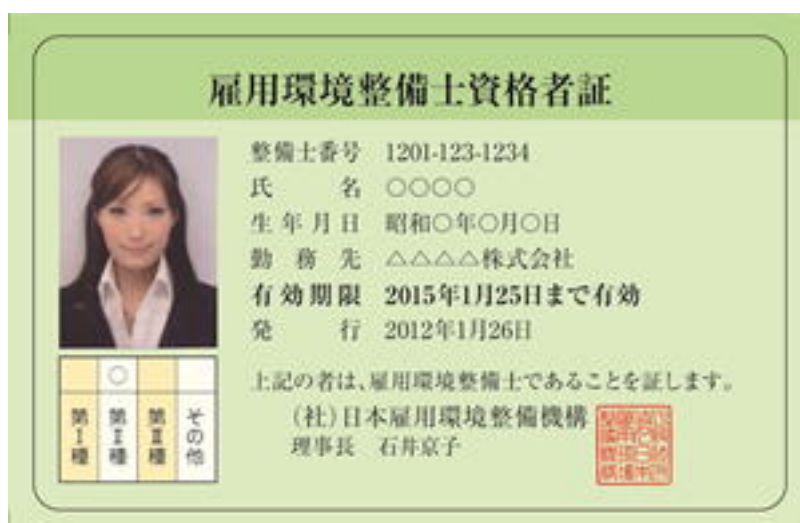 雇用環境整備士資格者証
整備士番号 1201-123-1234
氏名 ○○○○
生年月日 昭和○年○月○日
勤務先 △△△△株式会社
有効期限 2015年1月25日まで有効
発行 2012年1月26日
上記の者は、雇用環境整備士であることを証します。
(社)日本雇用環境整備機構
理事長 石井京子
○
第Ⅰ種 第Ⅱ種 第Ⅲ種 その他